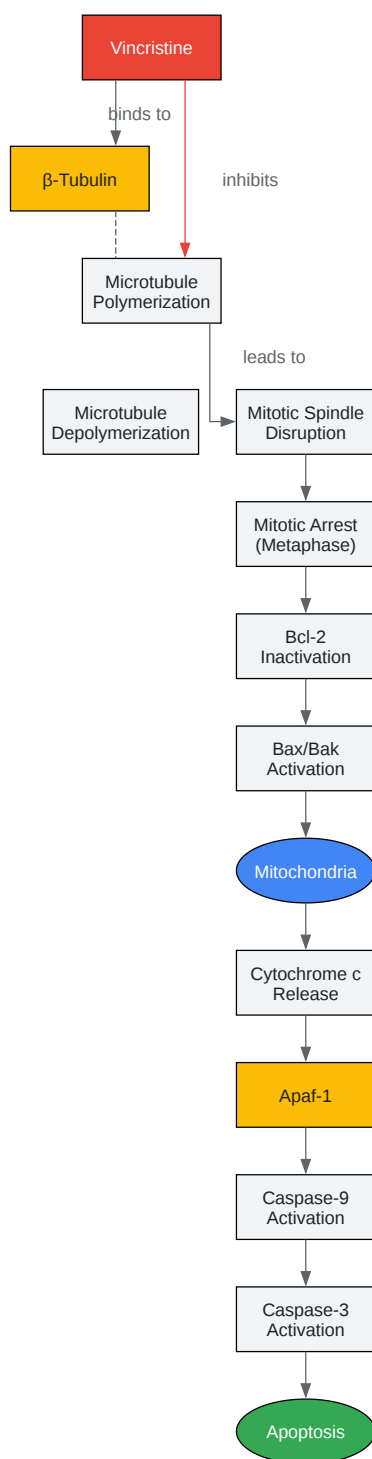 Vincristine
binds to
β-Tubulin
inhibits
Microtubule
Polymerization
leads to
Microtubule
Depolymerization
Mitotic Spindle
Disruption
Mitotic Arrest
(Metaphase)
Bcl-2
Inactivation
Bax/Bak
Activation
Mitochondria
Cytochrome c
Release
Apaf-1
Caspase-9
Activation
Caspase-3
Activation
Apoptosis